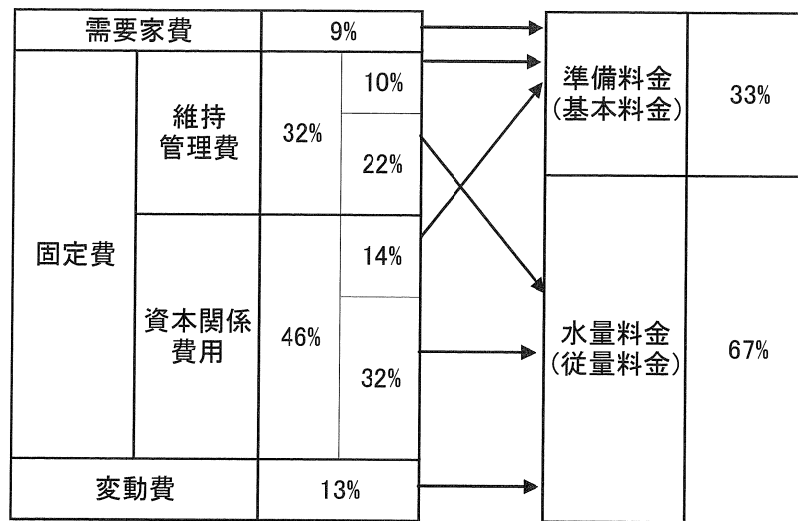 需要家費
9%
固定費
維持
管理費
32%
10%
22%
資本関係
費用
46%
14%
32%
変動費
13%
準備料金
(基本料金)
33%
水量料金
(従量料金)
67%